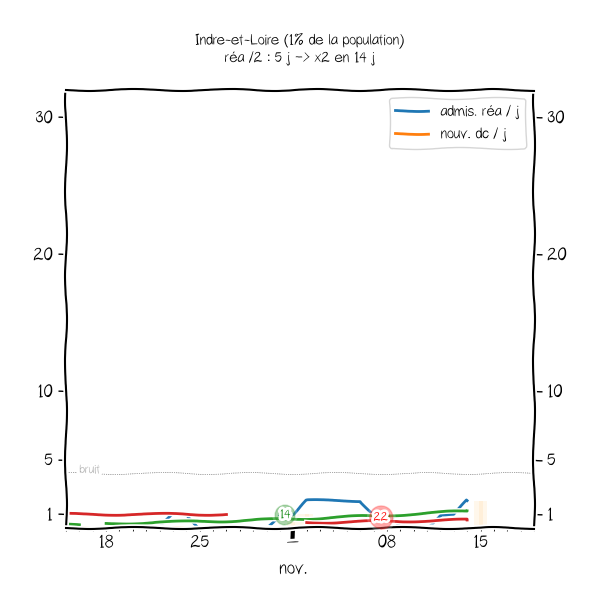 Indre-et-Loire (1% de la population)
réa /2 : 5 j -> x2 en 14 j
admis. réa / j
nouv. dc / j
30
30
20
20
10
10
5
5
bruit
1
14
22
1
18
25
1
08
15
nov.